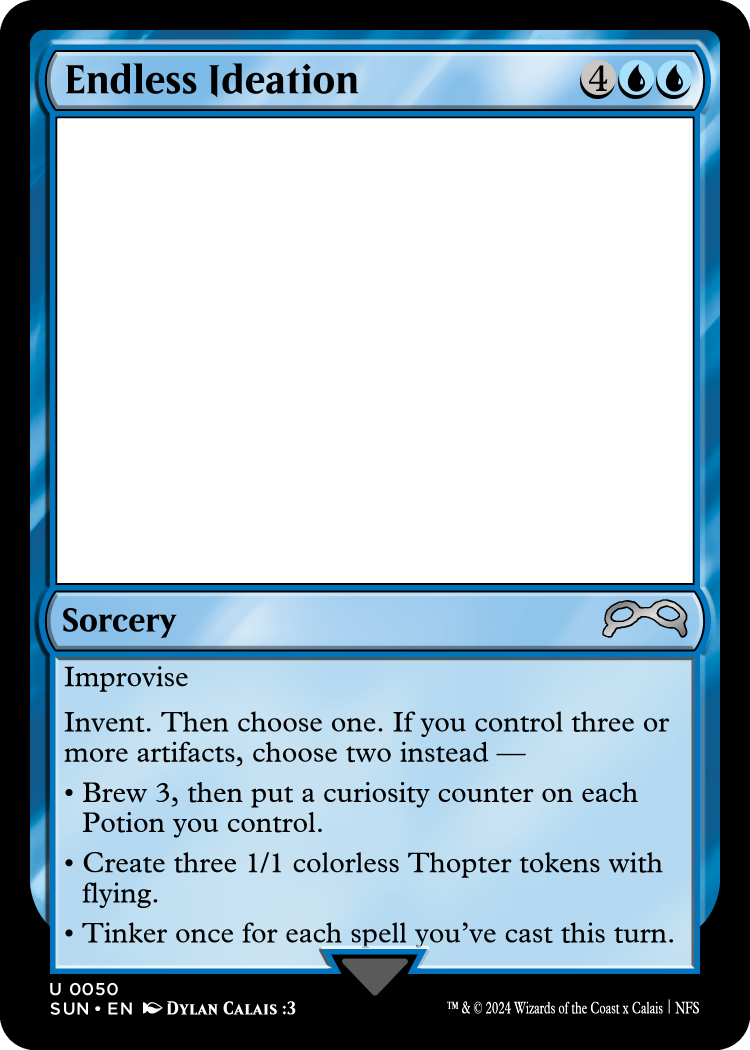 Endless Ideation 4
Sorcery
Improvise
Invent. Then choose one. If you control three or
more artifacts, choose two instead —
• Brew 3, then put a curiosity counter on each
Potion you control.
• Create three 1/1 colorless Thopter tokens with
flying.
• Tinker once for each spell you've cast this turn.
U 0050
SUN • EN Dylan Calais :3
™ & © 2024 Wizards of the Coast x Calais | NFS